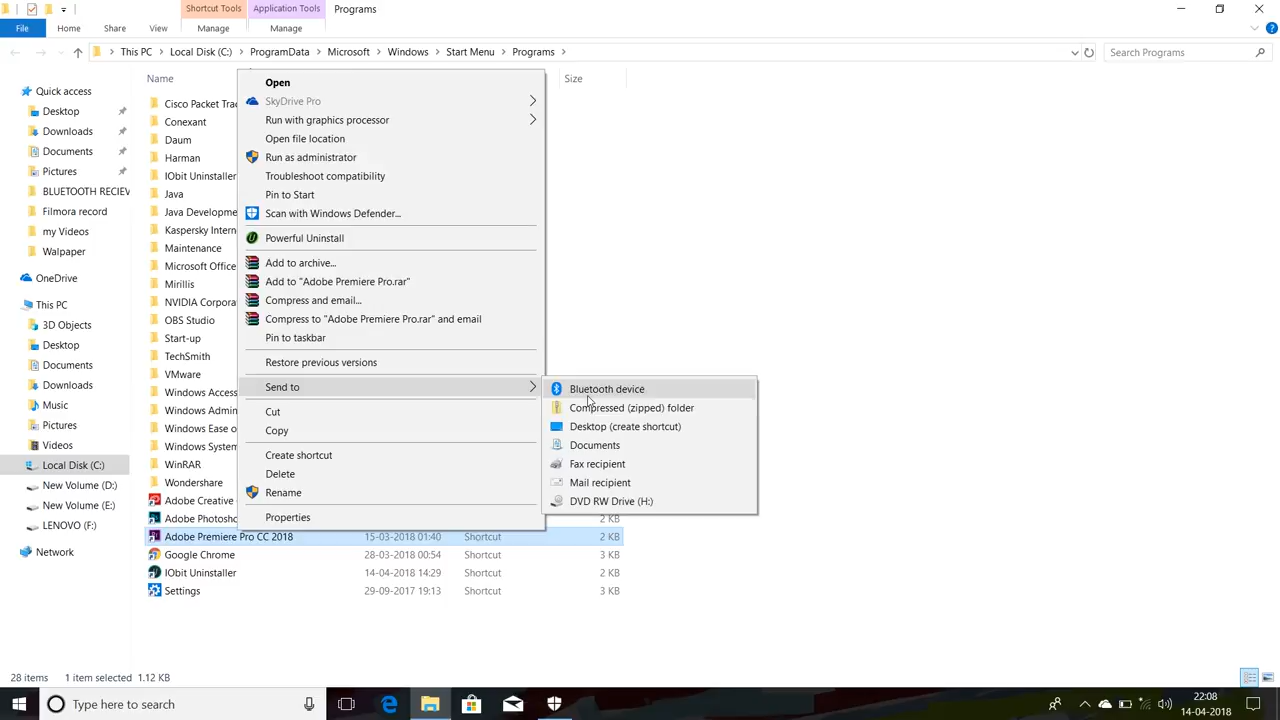 Shortcut Tools
Application Tools
Programs
File
Home
Share
View
Manage
Manage
This PC
Local Disk (C:)
ProgramData
Microsoft
Windows
Start Menu
Programs
Search Programs
Name
Size
Quick access
Desktop
Downloads
Documents
Pictures
BLUETOOTH RECIEV
Filmora record
my Videos
Walpaper
OneDrive
This PC
3D Objects
Desktop
Documents
Downloads
Music
Pictures
Videos
Local Disk (C:)
New Volume (D:)
New Volume (E:)
LENOVO (F:)
Network
Cisco Packet Trac
Conexant
Daum
Harman
IObit Uninstaller
Java
Java Developme
Kaspersky Intern
Maintenance
Microsoft Office
Mirillis
NVIDIA Corporat
OBS Studio
Start-up
TechSmith
VMware
Windows Access
Windows Admin
Windows Ease o
Windows System
WinRAR
Wondershare
Adobe Creative
Adobe Photosho
2 KB
Adobe Premiere Pro CC 2018 15-03-2018 01:40 Shortcut 2 KB
Google Chrome 28-03-2018 00:54 Shortcut 3 KB
IObit Uninstaller 14-04-2018 14:29 Shortcut 2 KB
Settings 29-09-2017 19:13 Shortcut 3 KB
Open
SkyDrive Pro
Run with graphics processor
Open file location
Run as administrator
Troubleshoot compatibility
Pin to Start
Scan with Windows Defender...
Powerful Uninstall
Add to archive...
Add to "Adobe Premiere Pro.rar"
Compress and email...
Compress to "Adobe Premiere Pro.rar" and email
Pin to taskbar
Restore previous versions
Send to
Cut
Copy
Create shortcut
Delete
Rename
Properties
Bluetooth device
Compressed (zipped) folder
Desktop (create shortcut)
Documents
Fax recipient
Mail recipient
DVD RW Drive (H:)
28 items 1 item selected 1.12 KB
Type here to search
22:08
14-04-2018